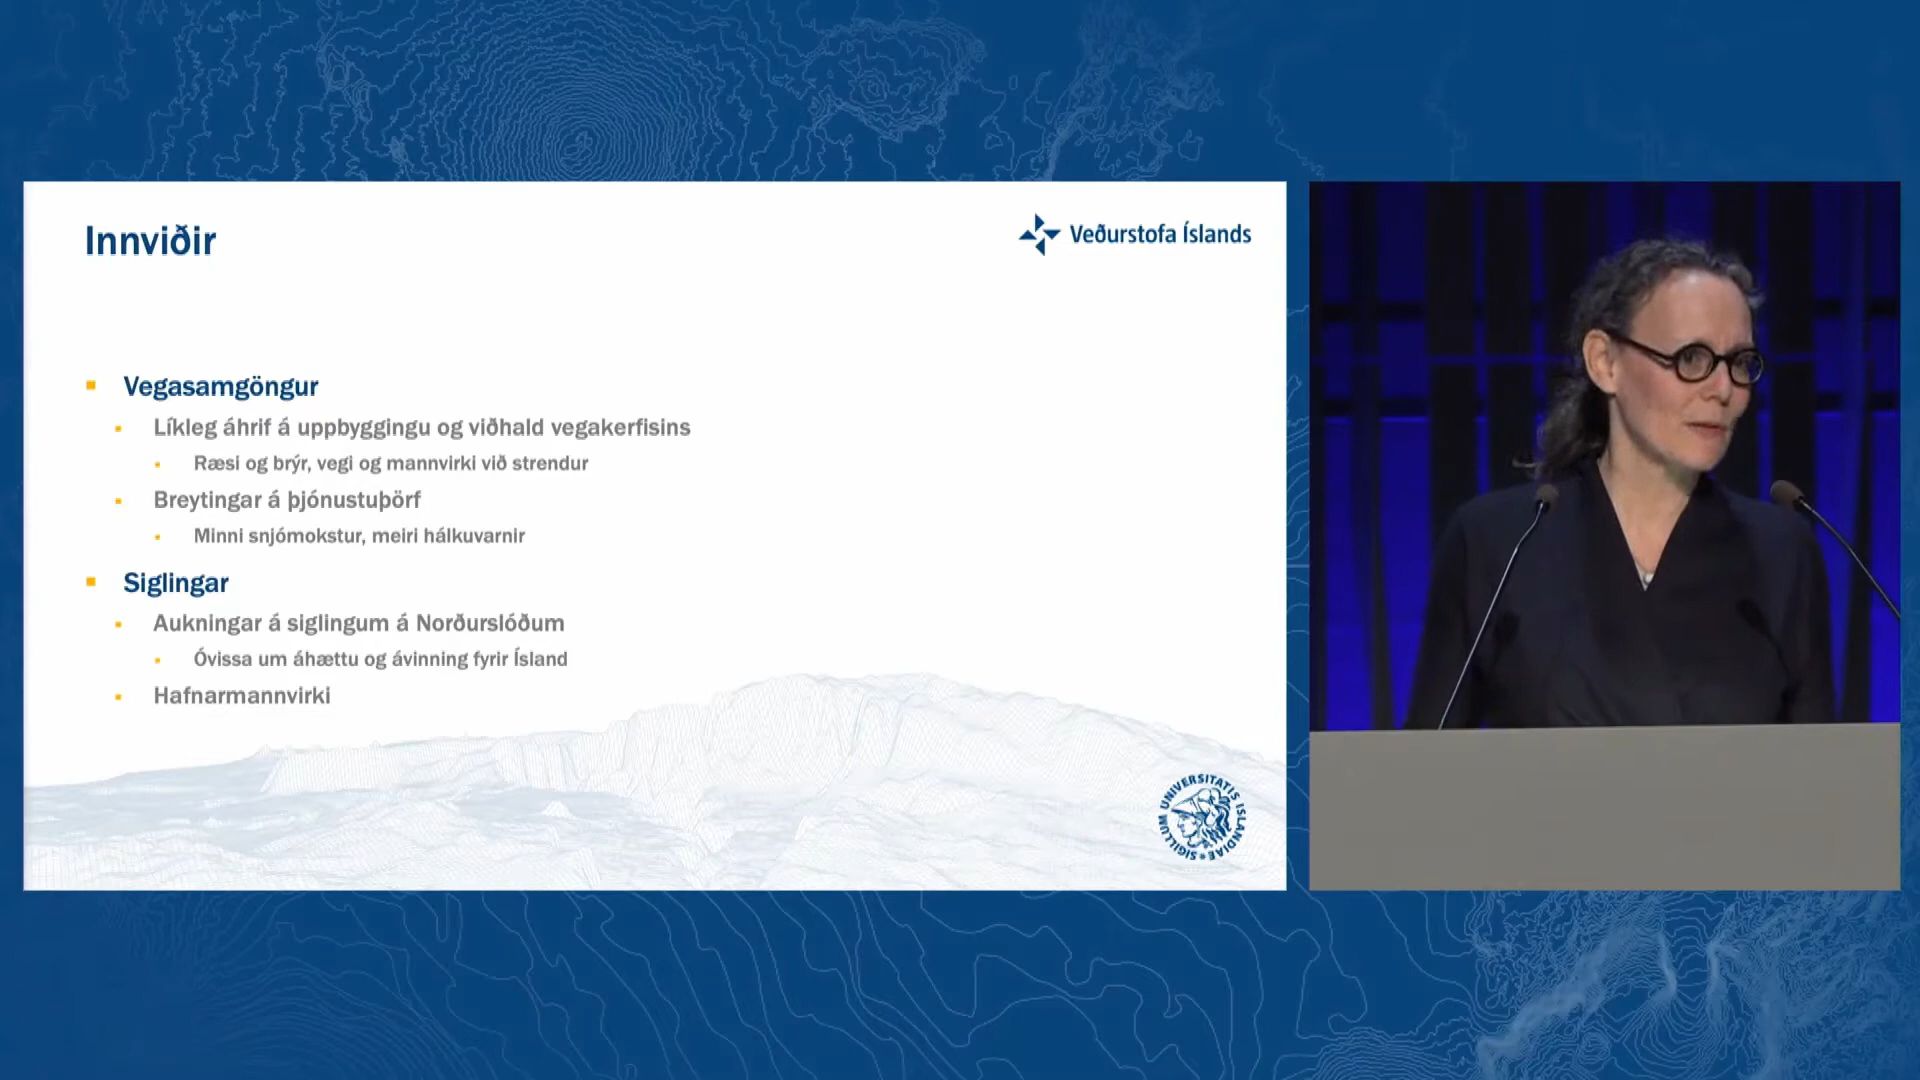 Innviðir
Veðurstofa Íslands
Vegasamgöngur
Líkleg áhrif á uppbyggingu og viðhald vegakerfisins
Ræsi og brýr, vegi og mannvirki við strendur
Breytingar á þjónustuþörf
Minni snjómokstur, meiri hálkuvarnir
Siglingar
Aukningar á siglingum á Norðurslóðum
Óvissa um áhættu og ávinning fyrir Ísland
Hafnarmannvirki
SIGILLUM UNIVERSITATIS ISLANDIAE